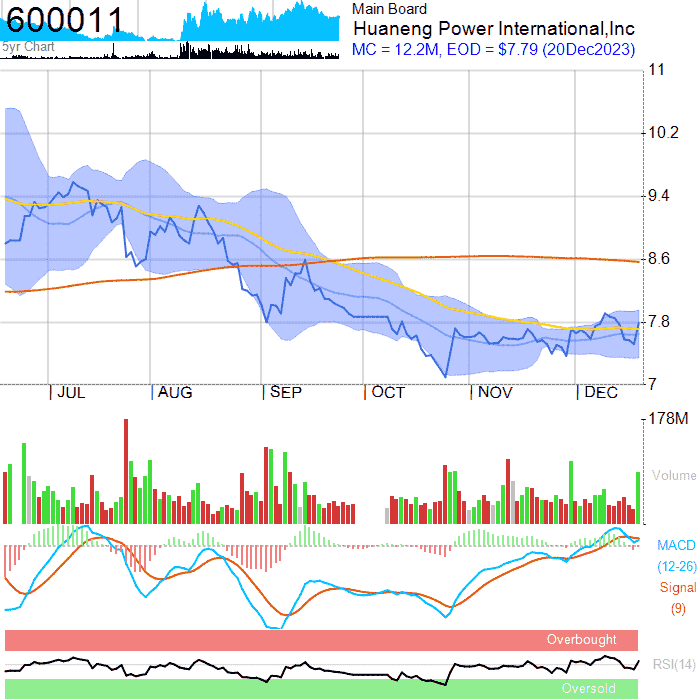 600011
5yr Chart
Main Board
Huaneng Power International,Inc
MC = 12.2M, EOD = $7.79 (20Dec2023)
11
10.2
9.4
8.6
7.8
7
JUL AUG SEP OCT NOV DEC
178M
Volume
MACD
(12-26)
Signal
(9)
Overbought
RSI(14)
Oversold